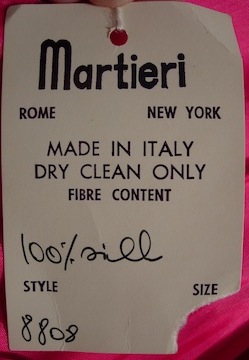 Martieri
ROME NEW YORK
MADE IN ITALY
DRY CLEAN ONLY
FIBRE CONTENT
100% silk
STYLE SIZE
8808